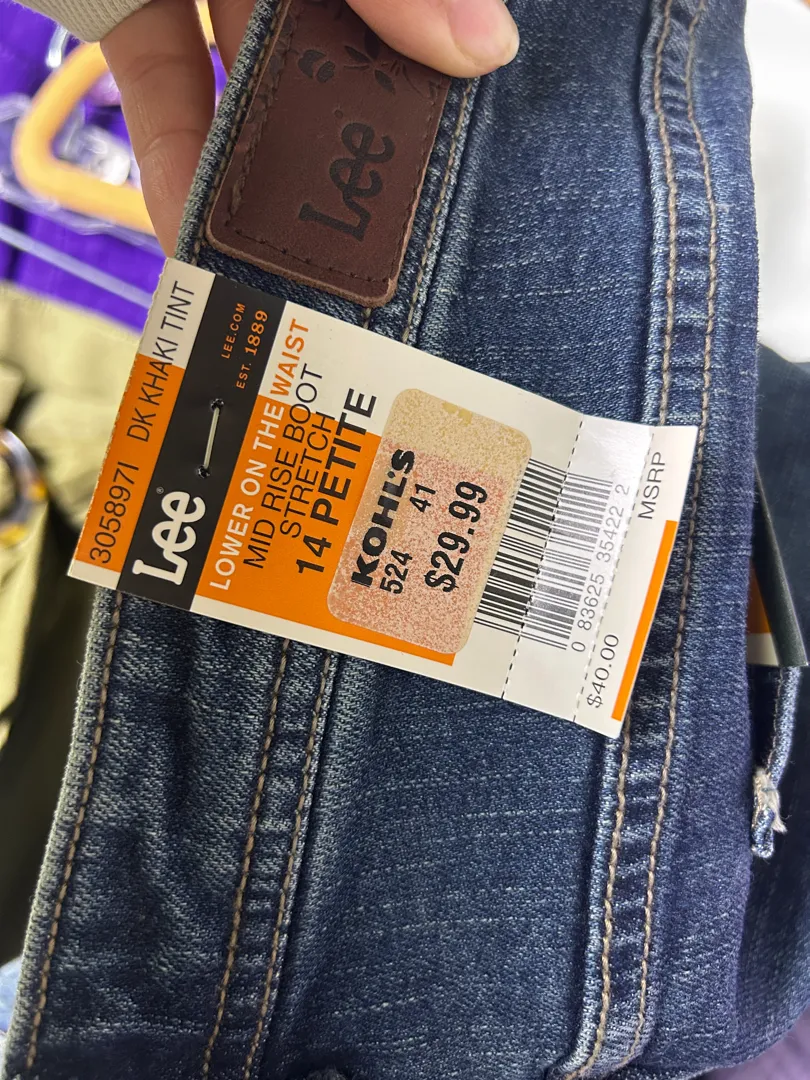 Lee
3058971 DK KHAKI TINT
Lee
LEE.COM
EST. 1889
LOWER ON THE WAIST
MID RISE BOOT
STRETCH
14 PETITE
KOHL'S
524 41
$29.99
0 83625 35422 2
$40.00 MSRP